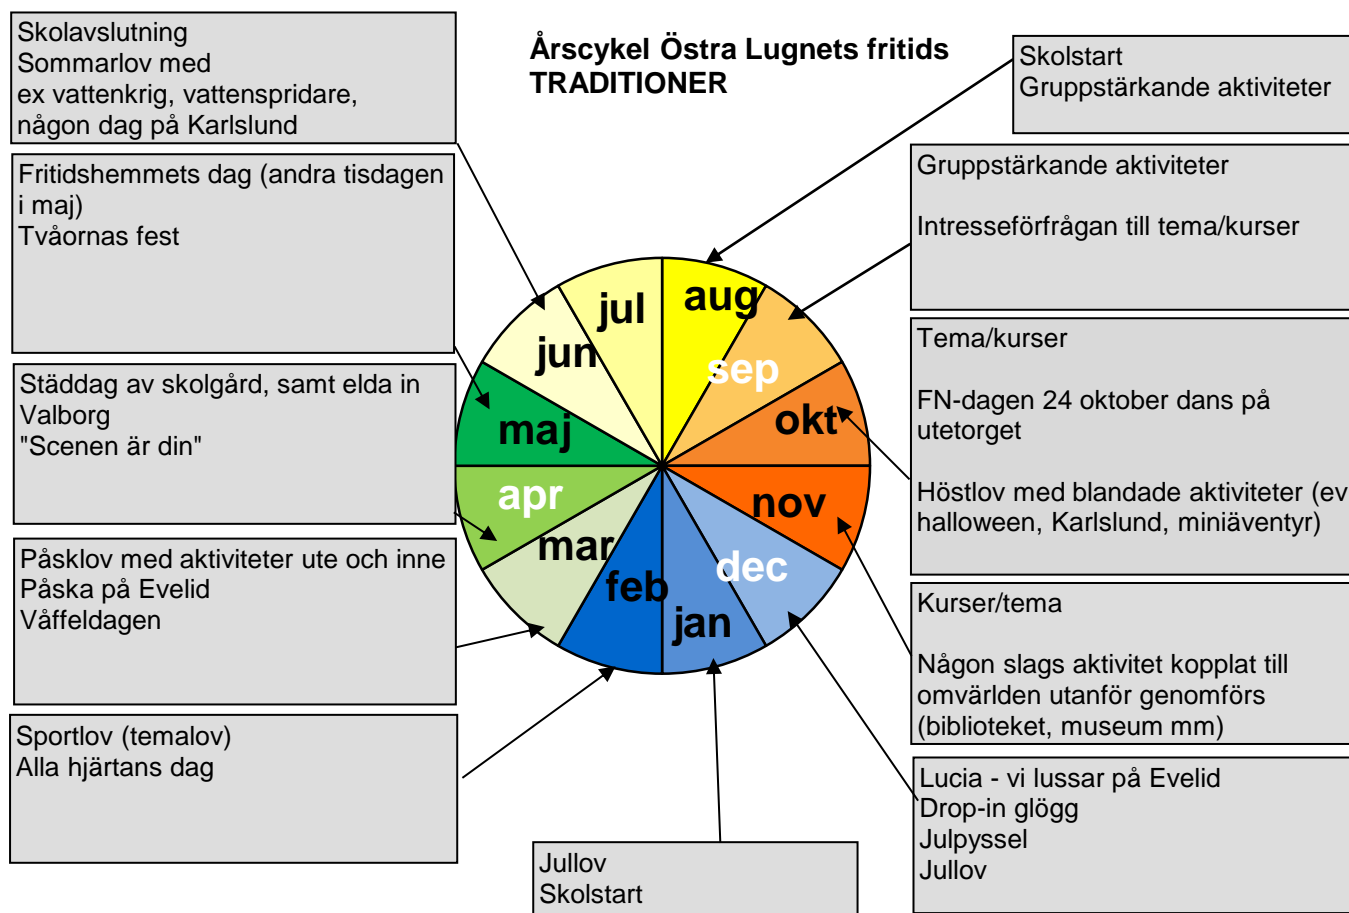 Årscykel Östra Lugnets fritids
TRADITIONER
Skolavslutning
Sommarlov med
ex vattenkrig, vattenspridare,
någon dag på Karlslund
Fritidshemmets dag (andra tisdagen
i maj)
Tvåornas fest
Städdag av skolgård, samt elda in
Valborg
"Scenen är din"
Påsklov med aktiviteter ute och inne
Påska på Evelid
Våffeldagen
Sportlov (temalov)
Alla hjärtans dag
Jullov
Skolstart
Skolstart
Gruppstärkande aktiviteter
Gruppstärkande aktiviteter
Intresseförfrågan till tema/kurser
Tema/kurser
FN-dagen 24 oktober dans på
utetorget
Höstlov med blandade aktiviteter (ev
halloween, Karlslund, miniäventyr)
Kurser/tema
Någon slags aktivitet kopplat till
omvärlden utanför genomförs
(biblioteket, museum mm)
Lucia - vi lussar på Evelid
Drop-in glögg
Julpyssel
Jullov
aug
sep
okt
nov
dec
jan
feb
mar
apr
maj
jun
jul